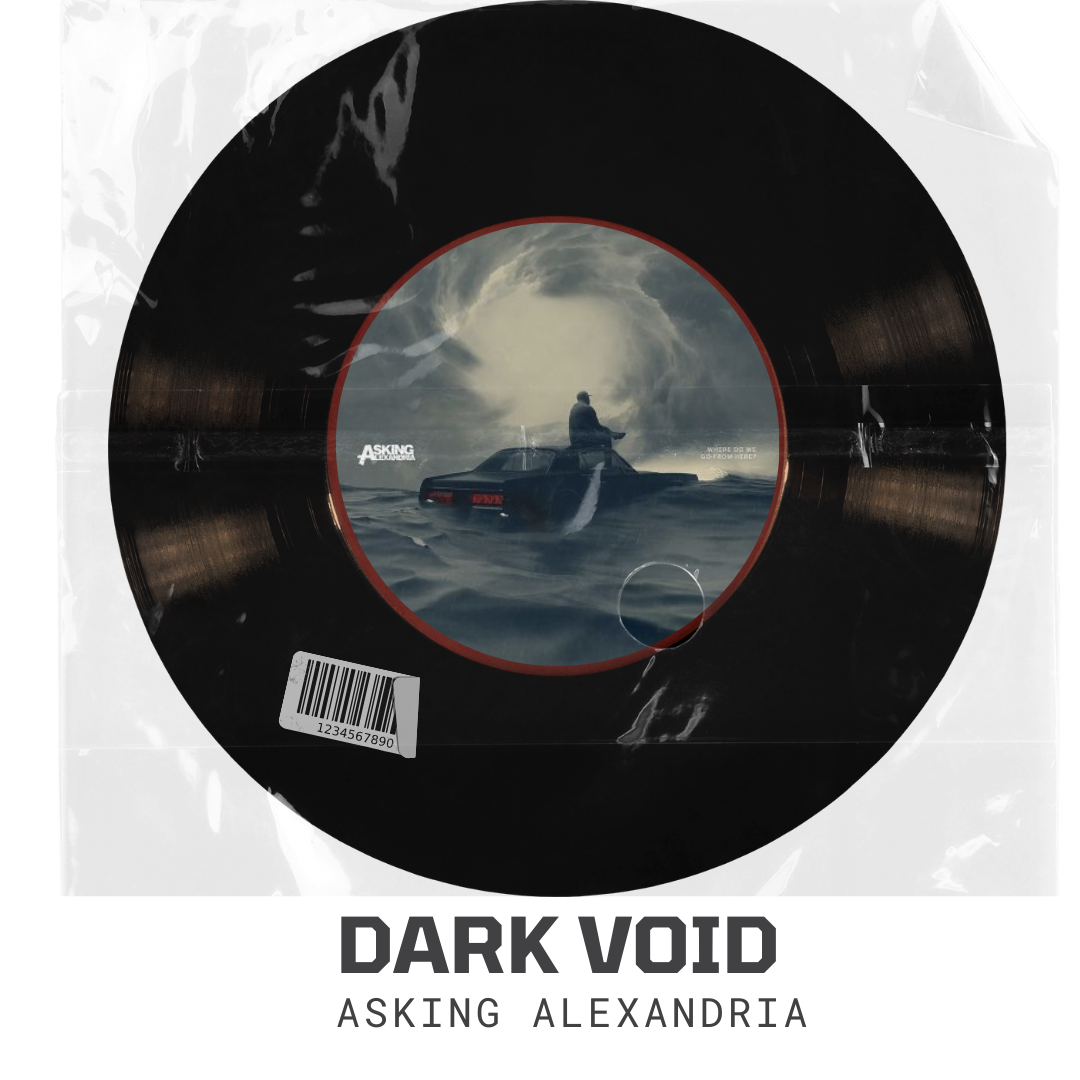 ASKING
ALEXANDRIA
WHERE DO WE
GO FROM HERE?
1234567890
DARK VOID
ASKING ALEXANDRIA